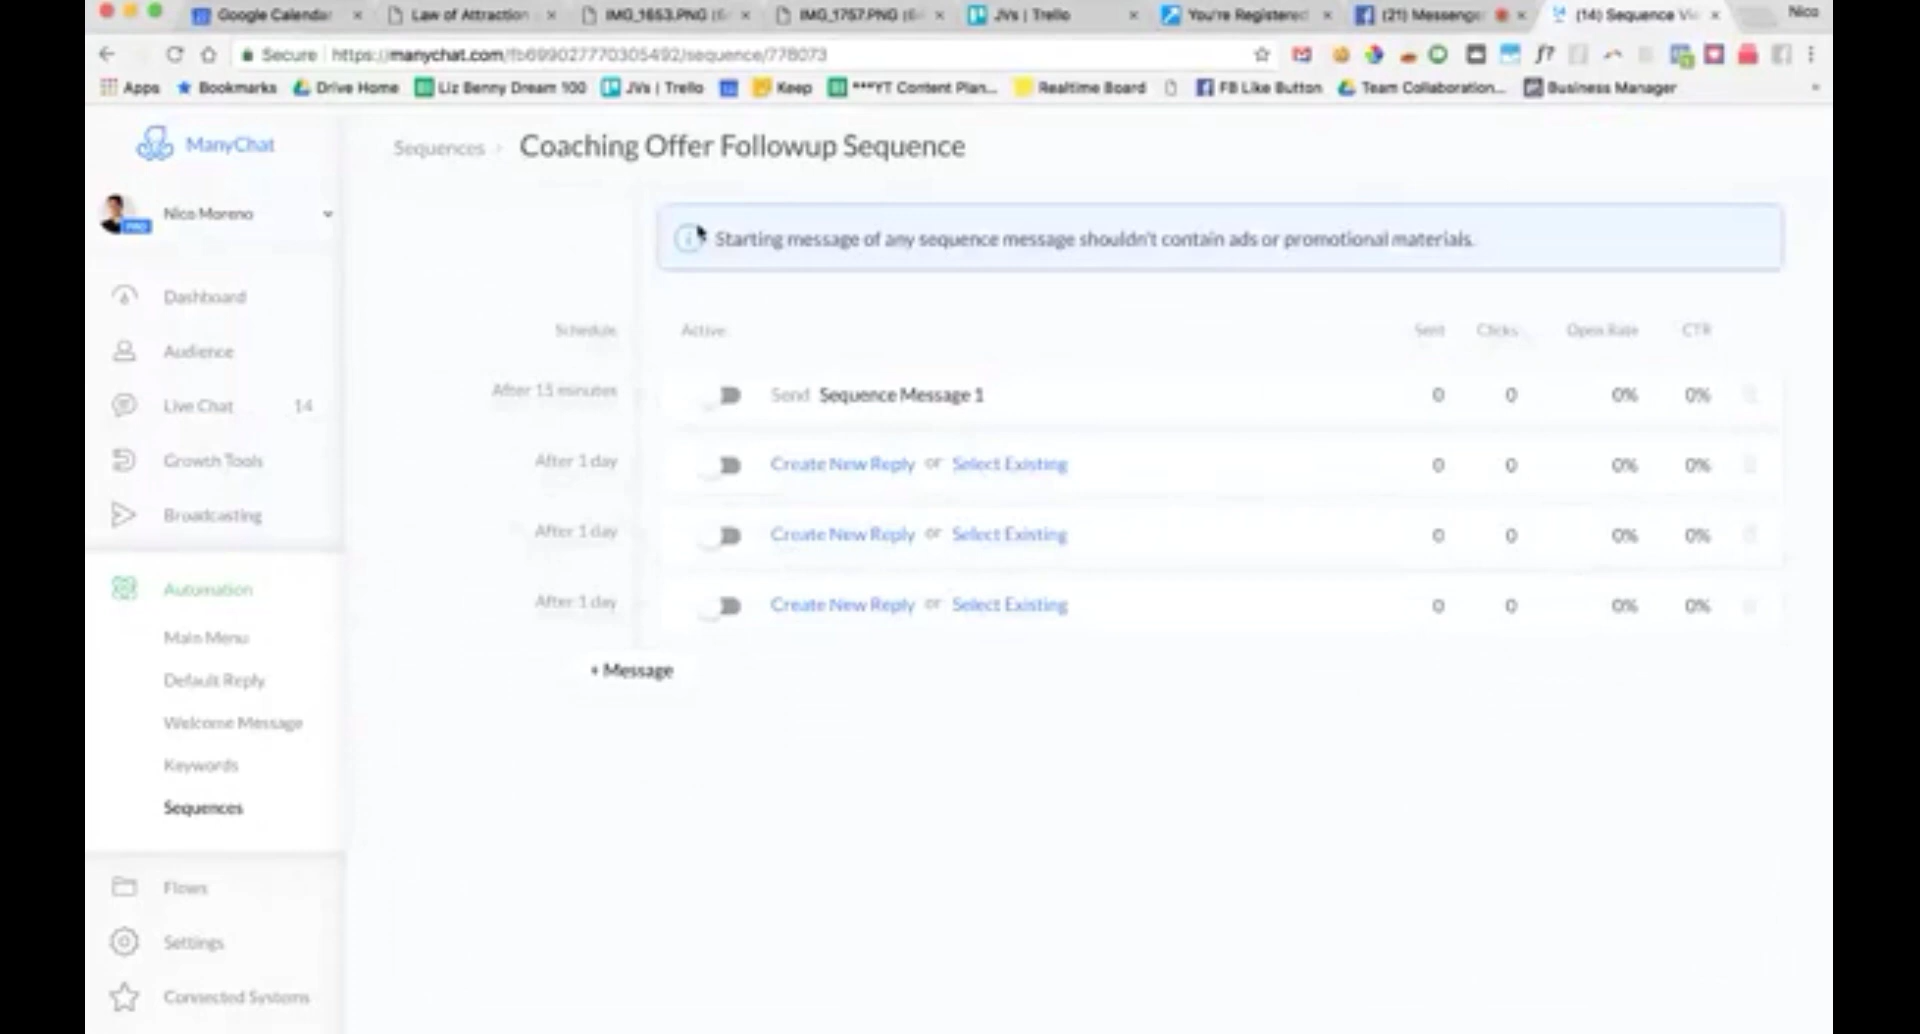 Google Calendar
Law of Attraction
IMG_1653.PNG
IMG_1757.PNG
JVs | Trello
You're Registered
(21) Messenge
(14) Sequence Vi
Nico
Secure https://manychat.com/fb699027770305492/sequence/778073
f?
Apps
Bookmarks
Drive Home
Liz Benny Dream 100
JVs | Trello
Keep
***YT Content Plan...
Realtime Board
FB Like Button
Team Collaboration...
Business Manager
ManyChat
Sequences › Coaching Offer Followup Sequence
Nico Moreno
PRO
Starting message of any sequence message shouldn't contain ads or promotional materials.
Dashboard
Audience
Live Chat 14
Growth Tools
Broadcasting
Automation
Main Menu
Default Reply
Welcome Message
Keywords
Sequences
Flows
Settings
Connected Systems
Schedule Active Sent Clicks Open Rate CTR
After 15 minutes Send Sequence Message 1 0 0 0% 0%
After 1 day Create New Reply or Select Existing 0 0 0% 0%
After 1 day Create New Reply or Select Existing 0 0 0% 0%
After 1 day Create New Reply or Select Existing 0 0 0% 0%
+ Message